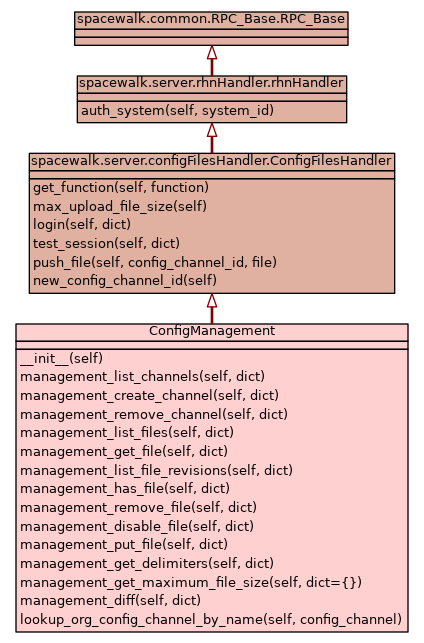 spacewalk.common.RPC_Base.RPC_Base
spacewalk.server.rhnHandler.rhnHandler
auth_system(self, system_id)
spacewalk.server.configFilesHandler.ConfigFilesHandler
get_function(self, function)
max_upload_file_size(self)
login(self, dict)
test_session(self, dict)
push_file(self, config_channel_id, file)
new_config_channel_id(self)
ConfigManagement
__init__(self)
management_list_channels(self, dict)
management_create_channel(self, dict)
management_remove_channel(self, dict)
management_list_files(self, dict)
management_get_file(self, dict)
management_list_file_revisions(self, dict)
management_has_file(self, dict)
management_remove_file(self, dict)
management_disable_file(self, dict)
management_put_file(self, dict)
management_get_delimiters(self, dict)
management_get_maximum_file_size(self, dict={})
management_diff(self, dict)
lookup_org_config_channel_by_name(self, config_channel)